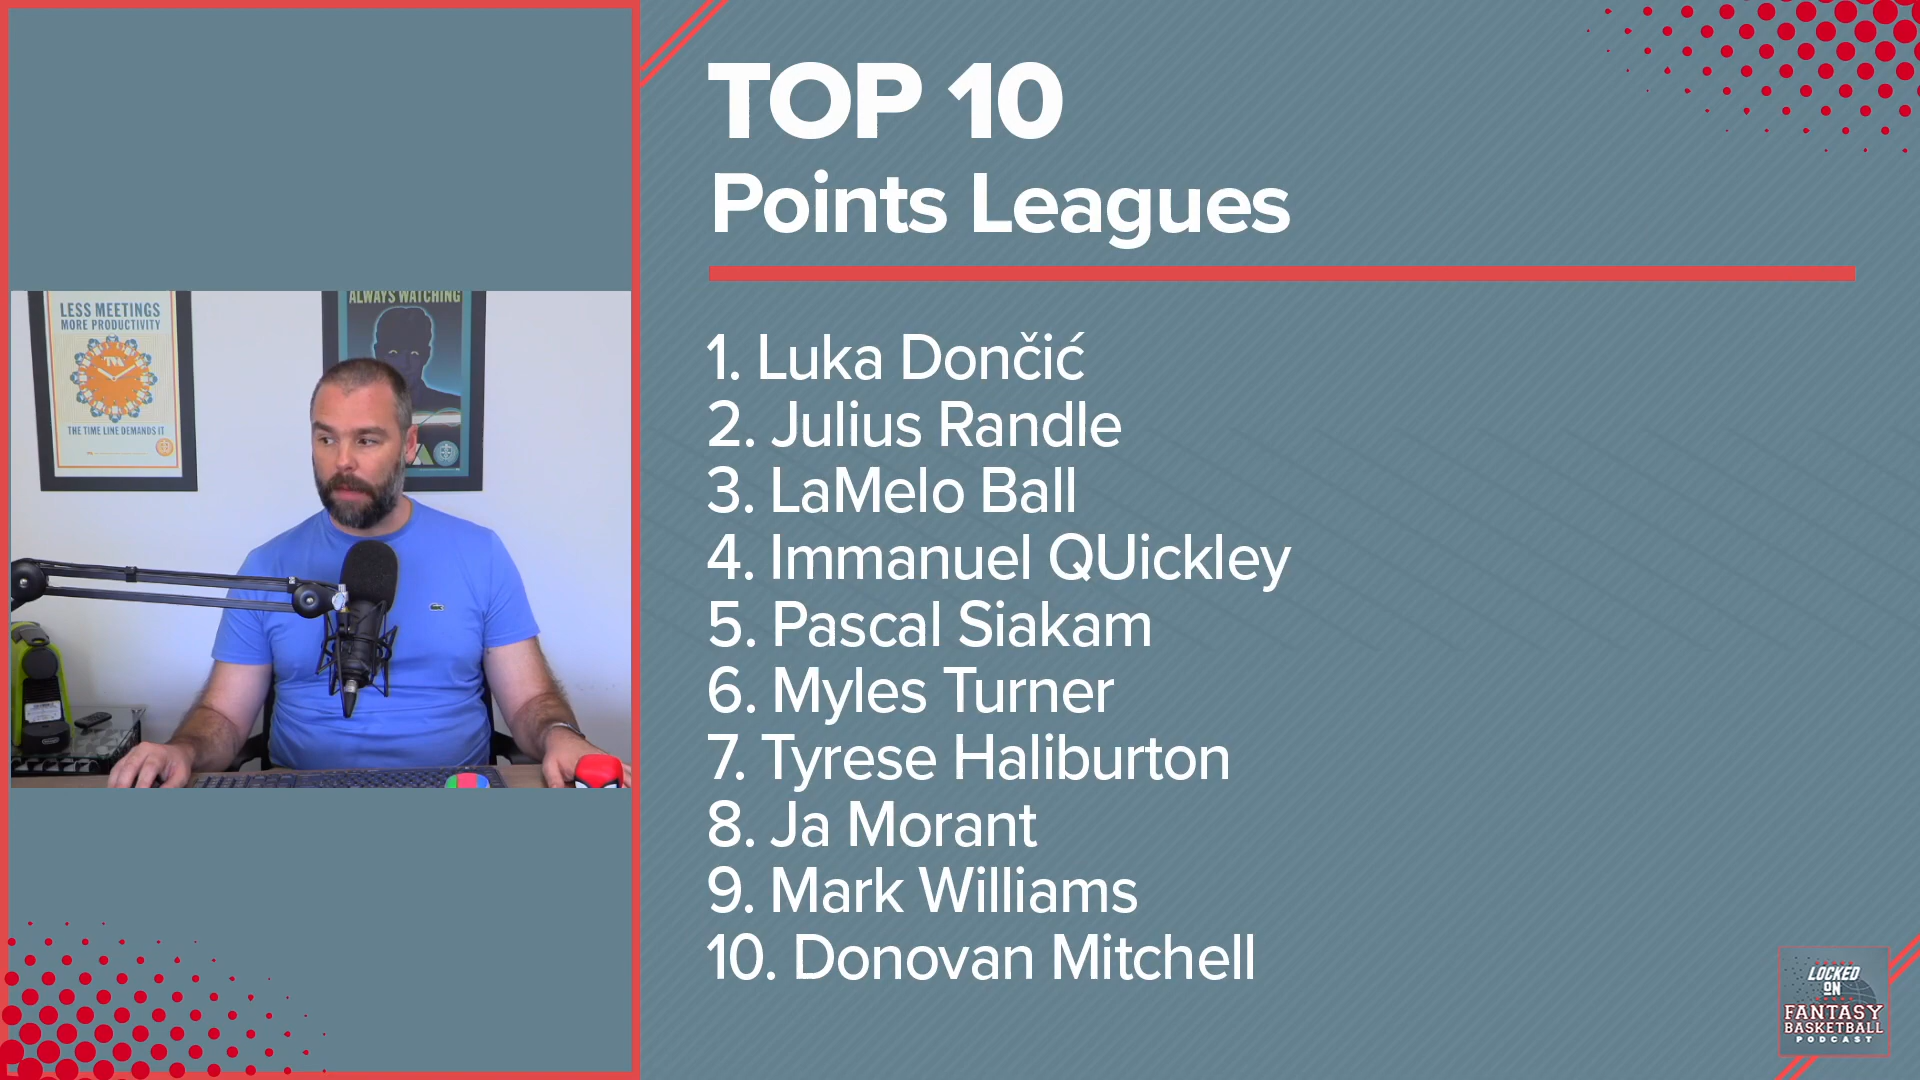 TOP 10
Points Leagues
1. Luka Dončić
2. Julius Randle
3. LaMelo Ball
4. Immanuel QUickley
5. Pascal Siakam
6. Myles Turner
7. Tyrese Haliburton
8. Ja Morant
9. Mark Williams
10. Donovan Mitchell
LESS MEETINGS
MORE PRODUCTIVITY
TVA
THE TIME LINE DEMANDS IT
ALWAYS WATCHING
LOCKED
ON
FANTASY
BASKETBALL
PODCAST